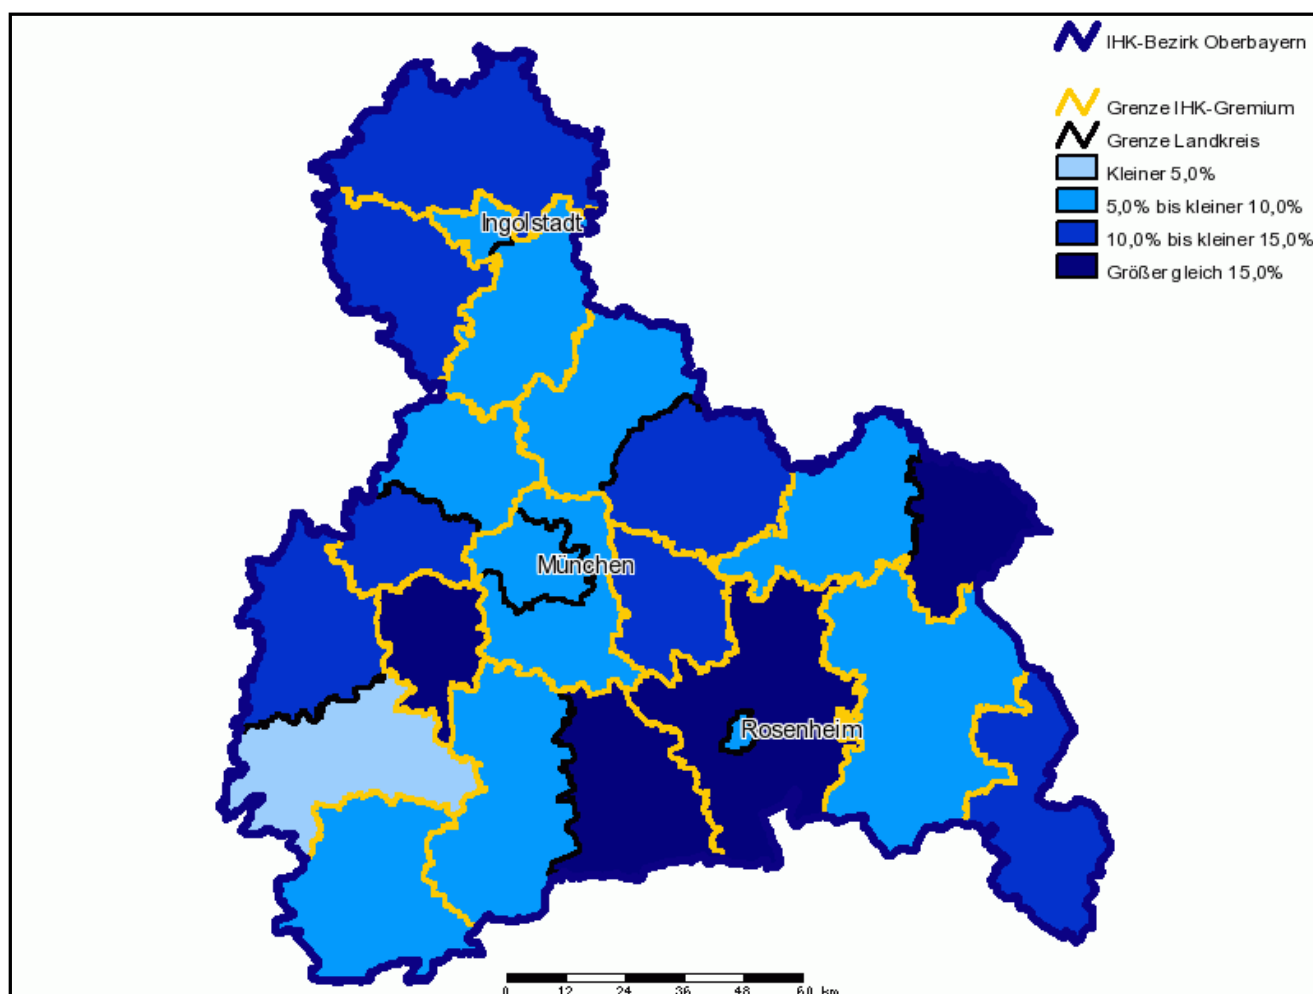 IHK-Bezirk Oberbayern
Grenze IHK-Gremium
Grenze Landkreis
Kleiner 5,0%
5,0% bis kleiner 10,0%
10,0% bis kleiner 15,0%
Größer gleich 15,0%
Ingolstadt
München
Rosenheim
0 12 24 36 48 60 km